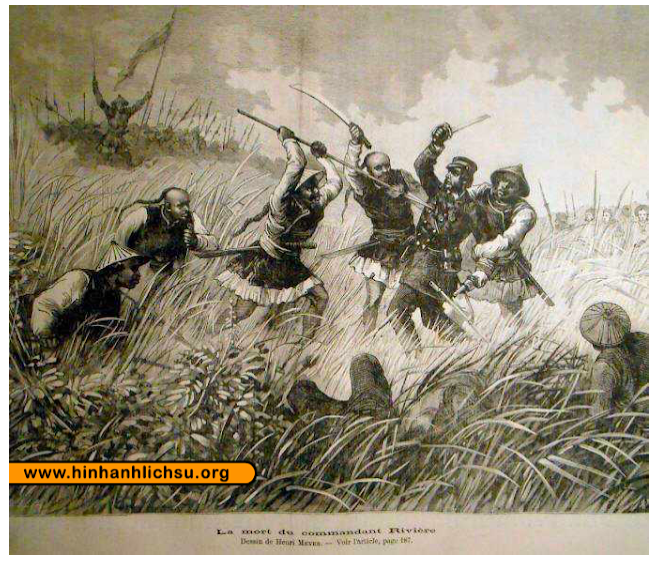 www.hinhanhlichsu.org
La mort du commandant Rivière
Dessin de Henri Meyer. — Voir l'Article, page 187.